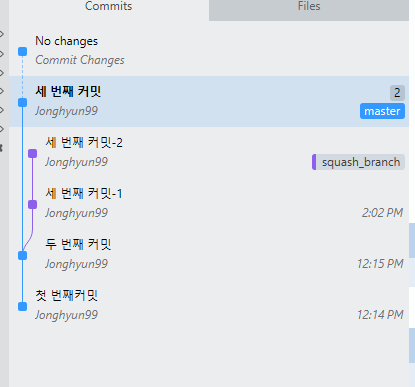 Commits
Files
No changes
Commit Changes
세 번째 커밋
2
Jonghyun99
master
세 번째 커밋-2
Jonghyun99
squash_branch
세 번째 커밋-1
Jonghyun99
2:02 PM
두 번째 커밋
Jonghyun99
12:15 PM
첫 번째커밋
Jonghyun99
12:14 PM